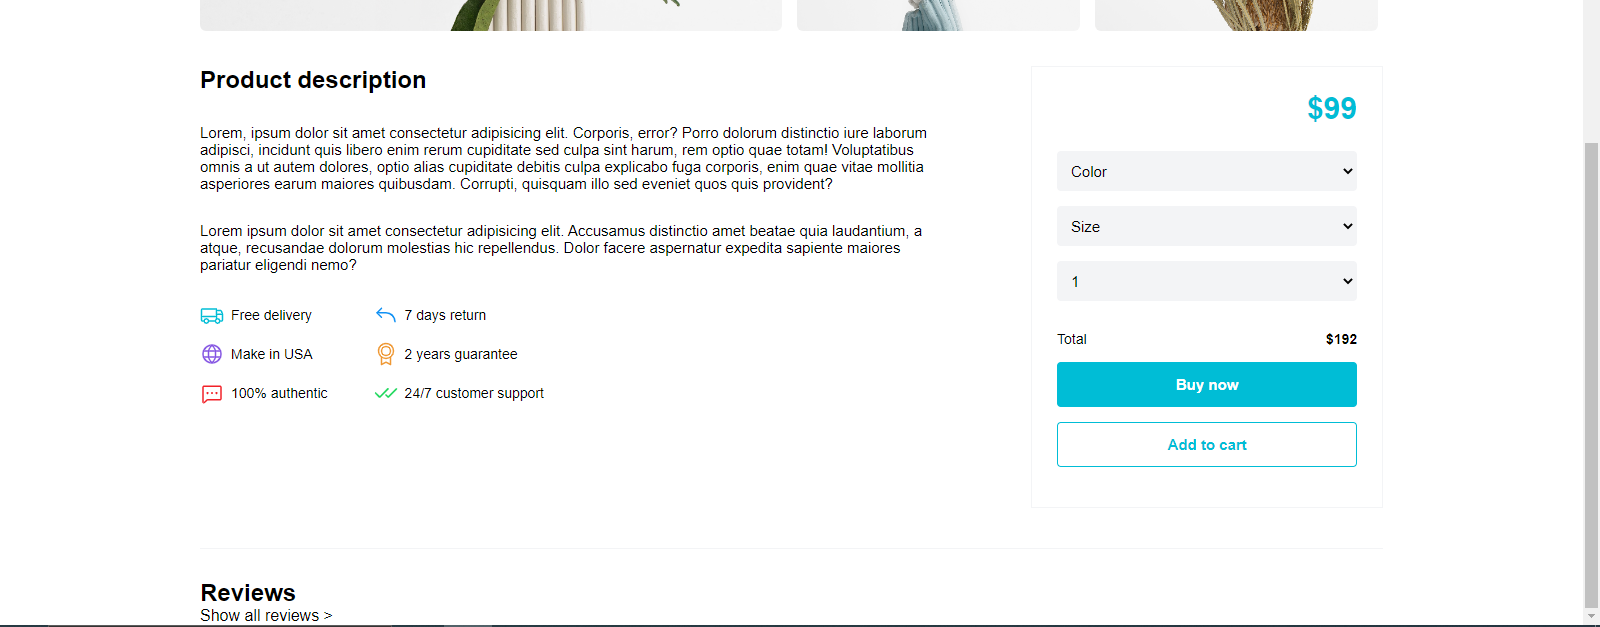 Product description
Lorem, ipsum dolor sit amet consectetur adipisicing elit. Corporis, error? Porro dolorum distinctio iure laborum
adipisci, incidunt quis libero enim rerum cupiditate sed culpa sint harum, rem optio quae totam! Voluptatibus
omnis a ut autem dolores, optio alias cupiditate debitis culpa explicabo fuga corporis, enim quae vitae mollitia
asperiores earum maiores quibusdam. Corrupti, quisquam illo sed eveniet quos quis provident?
Lorem ipsum dolor sit amet consectetur adipisicing elit. Accusamus distinctio amet beatae quia laudantium, a
atque, recusandae dolorum molestias hic repellendus. Dolor facere aspernatur expedita sapiente maiores
pariatur eligendi nemo?
Free delivery
7 days return
Make in USA
2 years guarantee
100% authentic
24/7 customer support
$99
Color
Size
1
Total $192
Buy now
Add to cart
Reviews
Show all reviews >